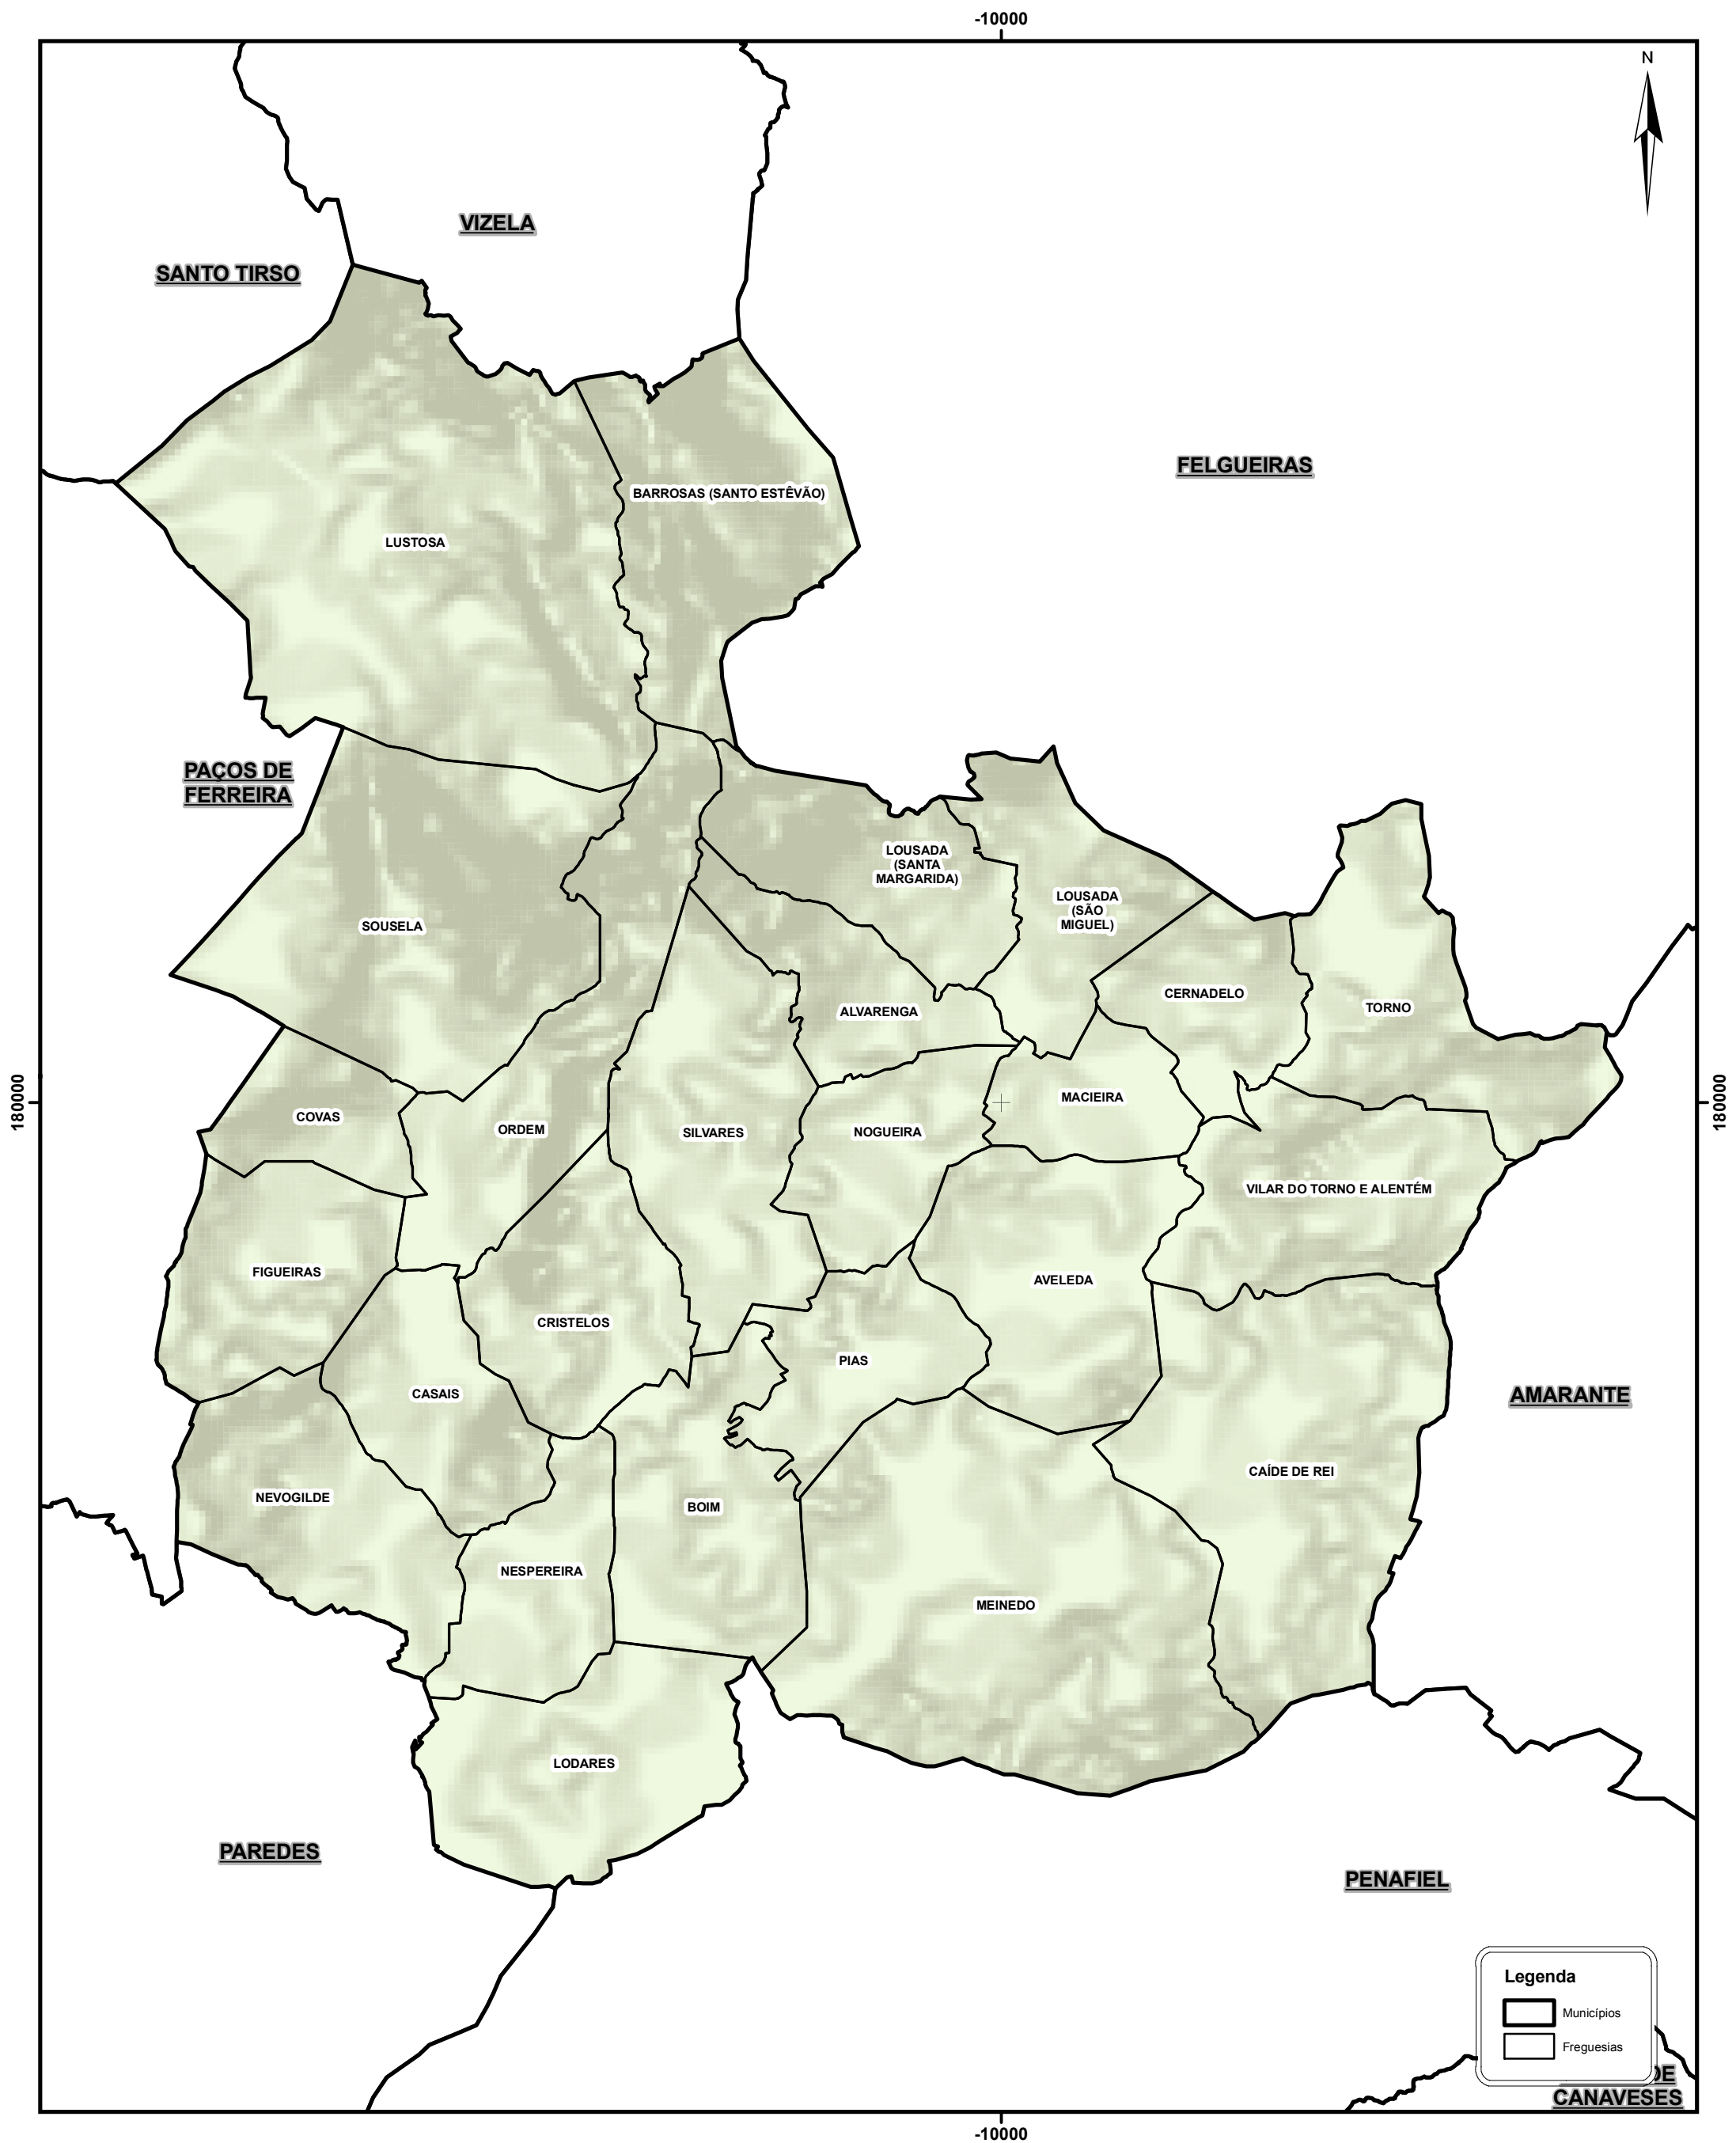 -10000
N
VIZELA
SANTO TIRSO
FELGUEIRAS
BARROSAS (SANTO ESTÊVÃO)
LUSTOSA
PAÇOS DE
FERREIRA
LOUSADA
(SANTA
MARGARIDA)
LOUSADA
(SÃO
MIGUEL)
SOUSELA
CERNADELO
TORNO
ALVARENGA
180000
180000
MACIEIRA
COVAS
ORDEM
SILVARES
NOGUEIRA
VILAR DO TORNO E ALENTÉM
FIGUEIRAS
AVELEDA
CRISTELOS
PIAS
CASAIS
AMARANTE
CAÍDE DE REI
NEVOGILDE
BOIM
NESPEREIRA
MEINEDO
LODARES
PAREDES
PENAFIEL
Legenda
Municípios
Freguesias
DE
CANAVESES
-10000